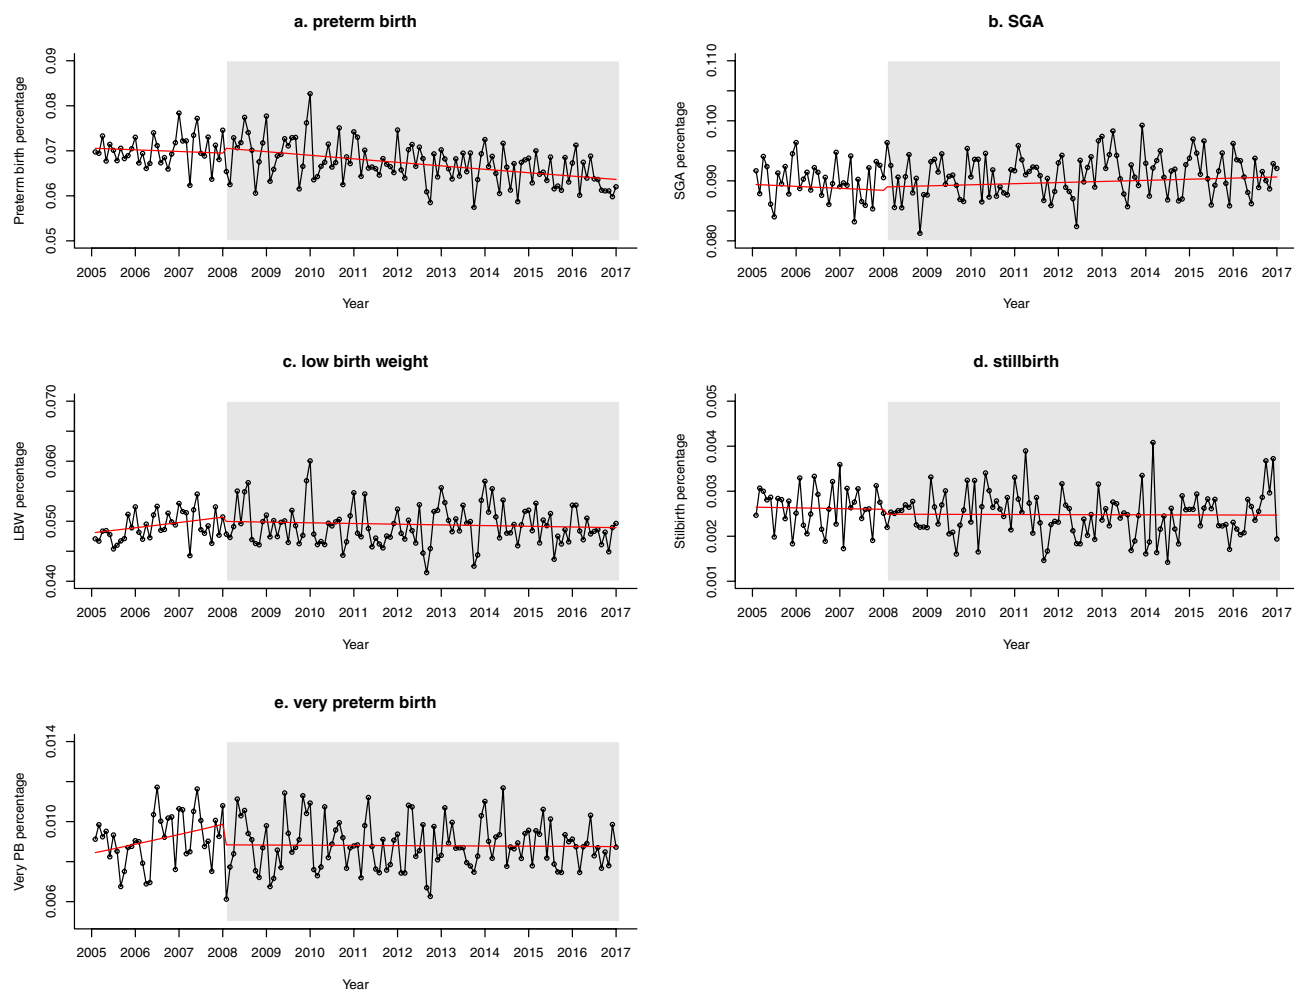 a. preterm birth
Preterm birth percentage
0.09
0.08
0.07
0.06
0.05
2005 2006 2007 2008 2009 2010 2011 2012 2013 2014 2015 2016 2017
Year
b. SGA
SGA percentage
0.110
0.100
0.090
0.080
2005 2006 2007 2008 2009 2010 2011 2012 2013 2014 2015 2016 2017
Year
c. low birth weight
LBW percentage
0.070
0.060
0.050
0.040
2005 2006 2007 2008 2009 2010 2011 2012 2013 2014 2015 2016 2017
Year
d. stillbirth
Stillbirth percentage
0.005
0.004
0.003
0.002
0.001
2005 2006 2007 2008 2009 2010 2011 2012 2013 2014 2015 2016 2017
Year
e. very preterm birth
Very PB percentage
0.014
0.010
0.006
2005 2006 2007 2008 2009 2010 2011 2012 2013 2014 2015 2016 2017
Year